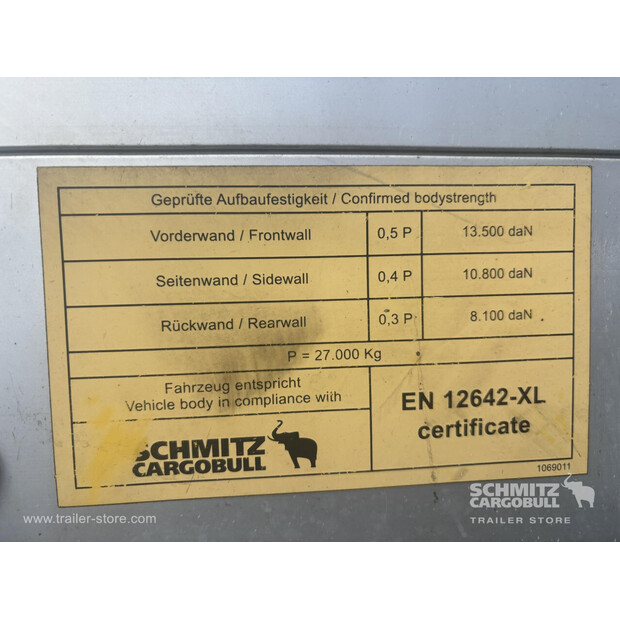 Geprüfte Aufbaufestigkeit / Confirmed bodystrength
Vorderwand / Frontwall 0,5 P 13.500 daN
Seitenwand / Sidewall 0,4 P 10.800 daN
Rückwand / Rearwall 0,3 P 8.100 daN
P = 27.000 Kg
Fahrzeug entspricht
Vehicle body in compliance with
EN 12642-XL
certificate
SCHMITZ
CARGOBULL
1069011
www.trailer-store.com
SCHMITZ
CARGOBULL
TRAILER STORE